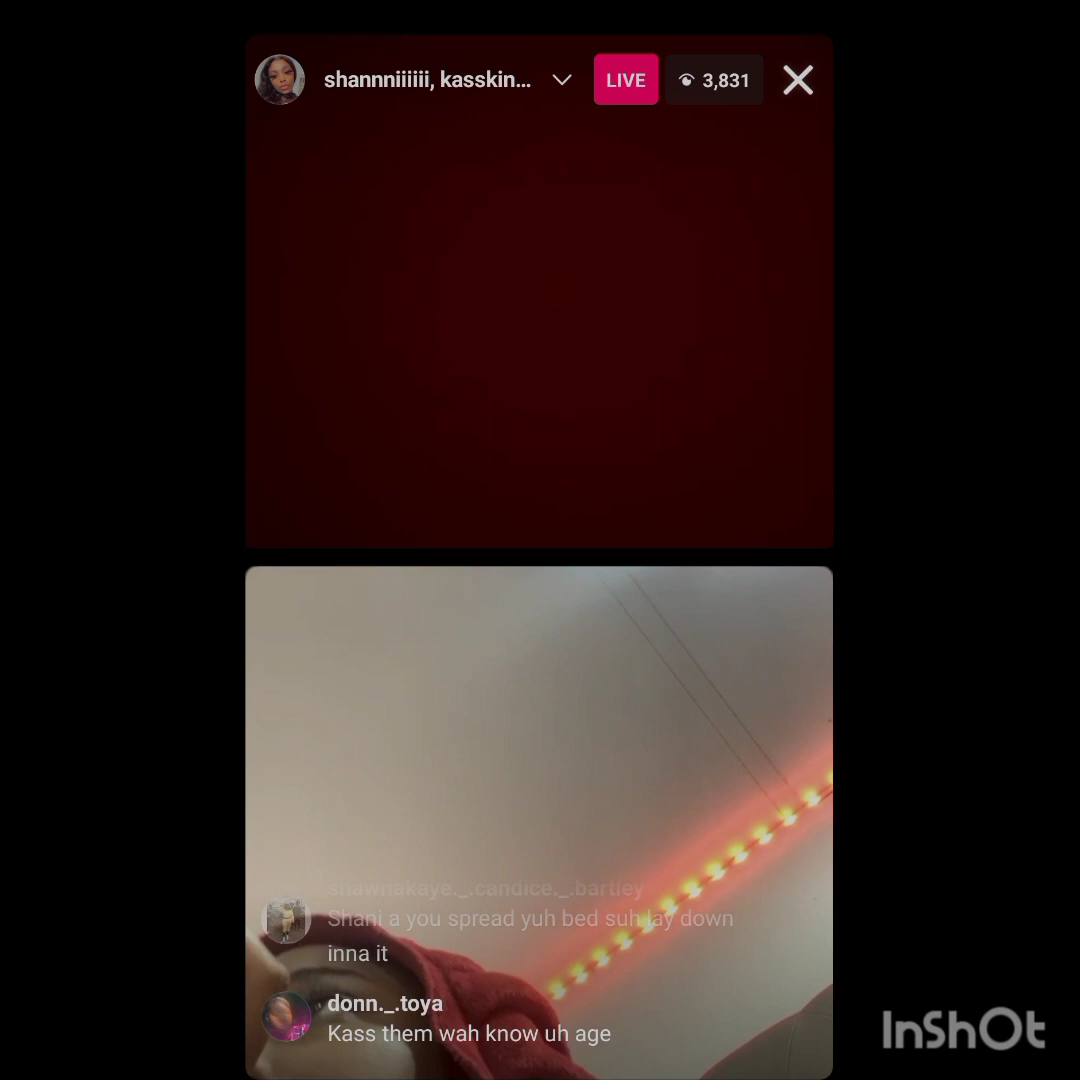 shannniiiiii, kasskin...
LIVE
3,831
shawnakaye._.candice._.bartley
Shani a you spread yuh bed suh lay down
inna it
donn._.toya
Kass them wah know uh age
InShOt